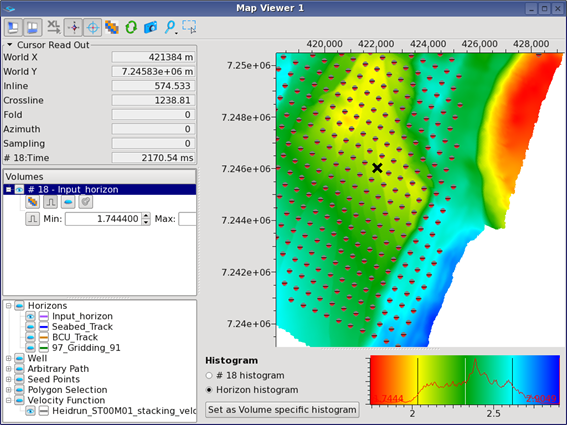 Map Viewer 1
Cursor Read Out
World X 421384 m
World Y 7.24583e+06 m
Inline 574.533
Crossline 1238.81
Fold 0
Azimuth 0
Sampling 0
# 18:Time 2170.54 ms
Volumes
# 18 - Input_horizon
Min: 1.744400 Max:
Horizons
Input_horizon
Seabed_Track
BCU_Track
97_Gridding_91
Well
Arbitrary Path
Seed Points
Polygon Selection
Velocity Function
Heidrun_ST00M01_stacking_velo
420,000 422,000 424,000 426,000 428,000
7.25e+06
7.248e+06
7.246e+06
7.244e+06
7.242e+06
7.24e+06
Histogram
# 18 histogram
Horizon histogram
Set as Volume specific histogram
2 2.5